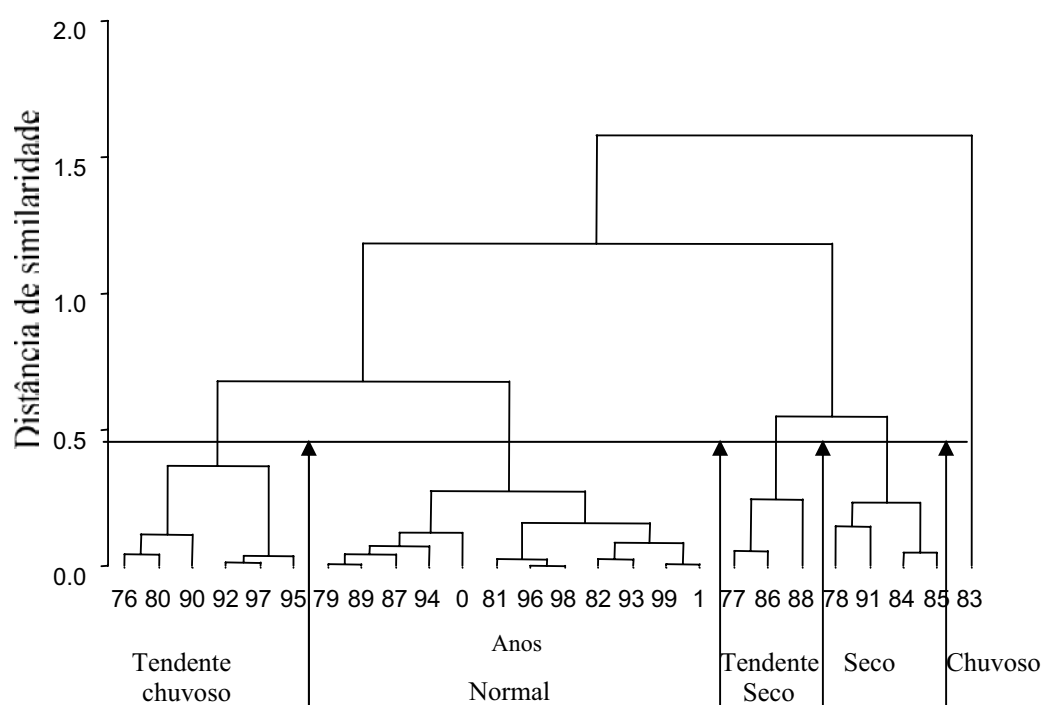 2.0
Distância de similaridade
1.5
1.0
0.5
0.0
76 80 90 92 97 95 79 89 87 94 0 81 96 98 82 93 99 1 77 86 88 78 91 84 85 83
Anos
Tendente
chuvoso
Normal
Tendente
Seco
Seco
Chuvoso